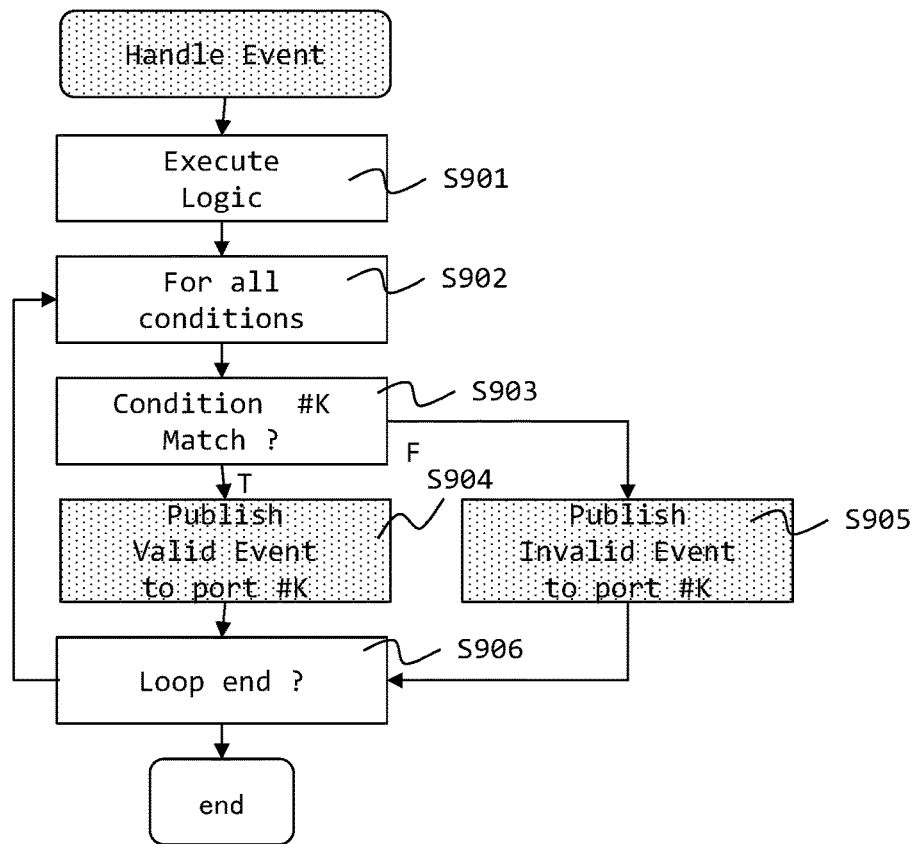 Handle Event
Execute
Logic
S901
For all
conditions
S902
Condition #K
Match ?
S903
F
T
S904
Publish
Valid Event
to port #K
Publish
Invalid Event
to port #K
S905
Loop end ?
S906
end